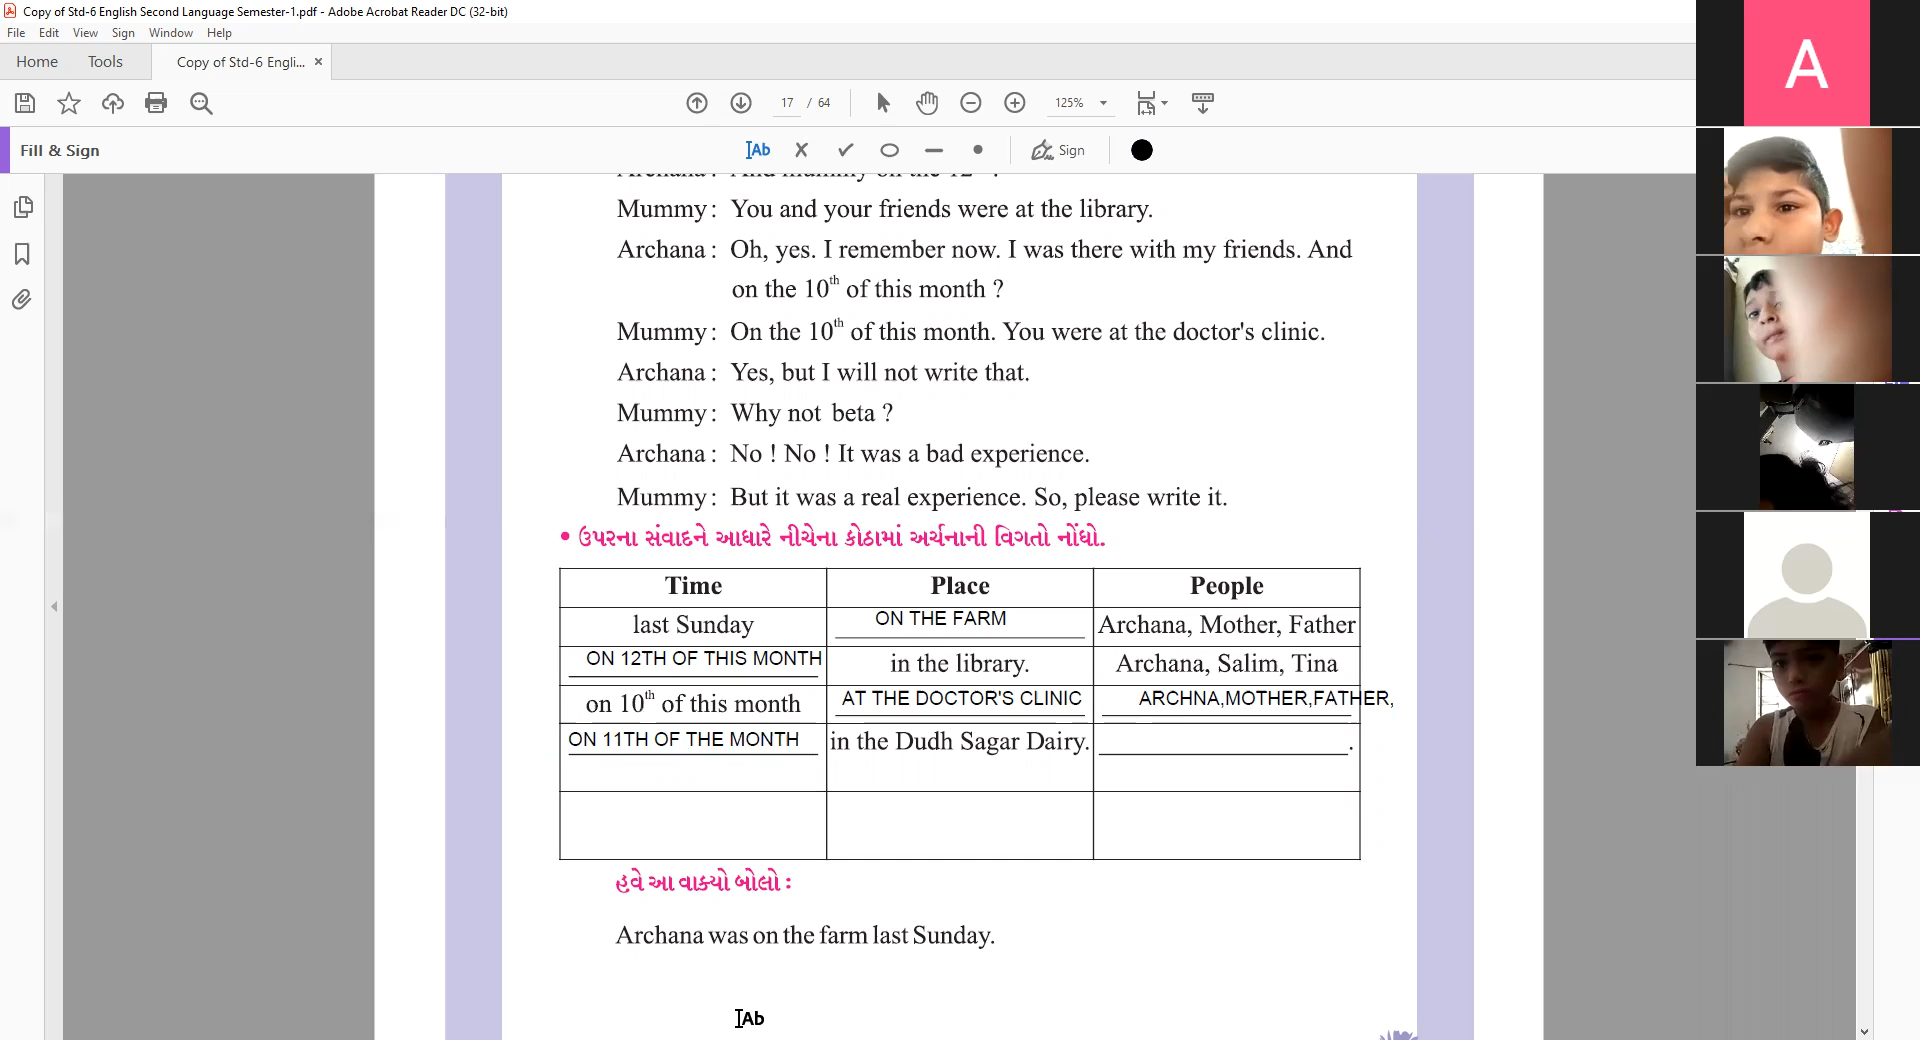 Copy of Std-6 English Second Language Semester-1.pdf - Adobe Acrobat Reader DC (32-bit)
File Edit View Sign Window Help
Home Tools Copy of Std-6 Engli... ×
17 / 64 125%
Fill & Sign
Ab Sign
A
Archana : And mummy on the 12
Mummy : You and your friends were at the library.
Archana : Oh, yes. I remember now. I was there with my friends. And
on the 10th of this month ?
Mummy : On the 10th of this month. You were at the doctor's clinic.
Archana : Yes, but I will not write that.
Mummy : Why not beta ?
Archana : No ! No ! It was a bad experience.
Mummy : But it was a real experience. So, please write it.
• ઉપરના સંવાદને આધારે નીચેના કોઠામાં અર્ચનાની વિગતો નોંધો.
Time Place People
last Sunday ON THE FARM Archana, Mother, Father
ON 12TH OF THIS MONTH in the library. Archana, Salim, Tina
on 10th of this month AT THE DOCTOR'S CLINIC ARCHNA,MOTHER,FATHER,
ON 11TH OF THE MONTH in the Dudh Sagar Dairy. .
હવે આ વાક્યો બોલો :
Archana was on the farm last Sunday.
Ab